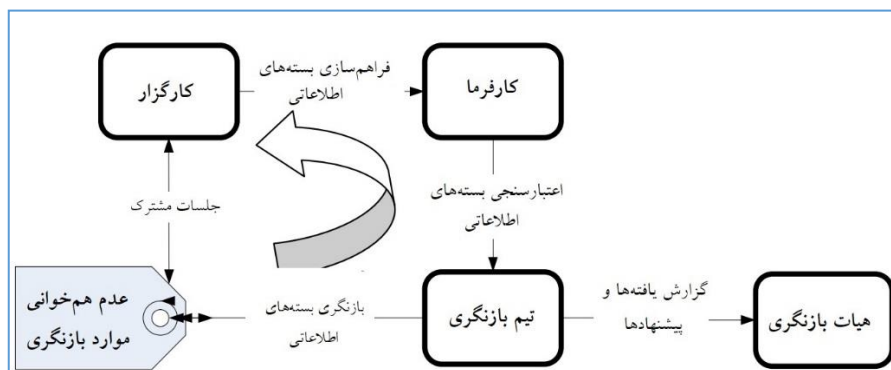 کارگزار
فراهم‌سازی بسته‌های
اطلاعاتی
کارفرما
جلسات مشترک
اعتبارسنجی بسته‌های
اطلاعاتی
عدم هم‌خوانی
موارد بازنگری
بازنگری بسته‌های
اطلاعاتی
تیم بازنگری
گزارش یافته‌ها و
پیشنهادها
هیات بازنگری